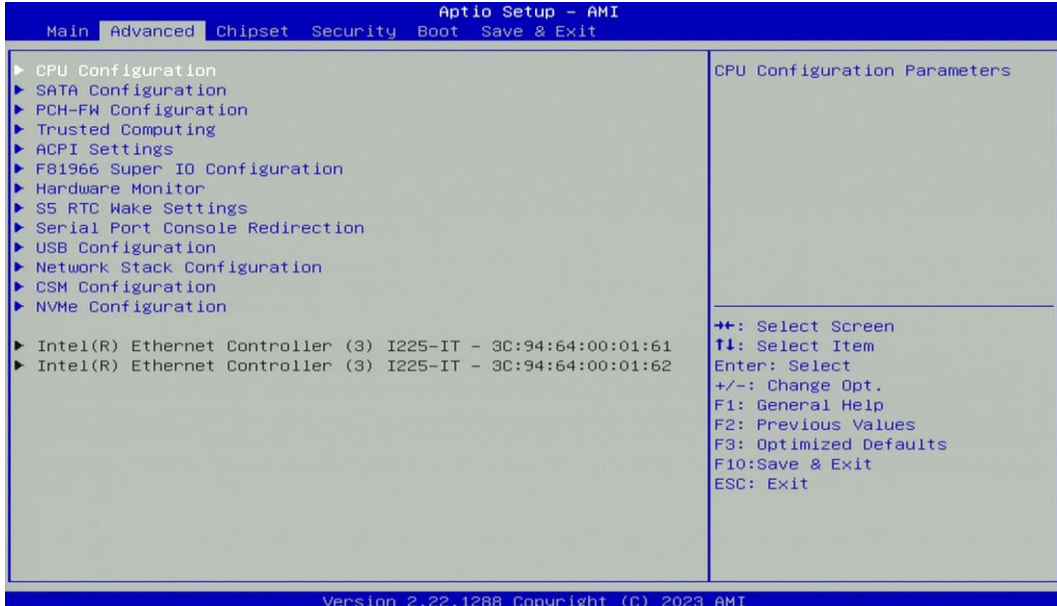 Aptio Setup – AMI
Main Advanced Chipset Security Boot Save & Exit
▶ CPU Configuration
▶ SATA Configuration
▶ PCH-FW Configuration
▶ Trusted Computing
▶ ACPI Settings
▶ F81966 Super IO Configuration
▶ Hardware Monitor
▶ S5 RTC Wake Settings
▶ Serial Port Console Redirection
▶ USB Configuration
▶ Network Stack Configuration
▶ CSM Configuration
▶ NVMe Configuration
▶ Intel(R) Ethernet Controller (3) I225-IT - 3C:94:64:00:01:61
▶ Intel(R) Ethernet Controller (3) I225-IT - 3C:94:64:00:01:62
CPU Configuration Parameters
→←: Select Screen
↑↓: Select Item
Enter: Select
+/-: Change Opt.
F1: General Help
F2: Previous Values
F3: Optimized Defaults
F10:Save & Exit
ESC: Exit
Version 2.22.1288 Copyright (C) 2023 AMI